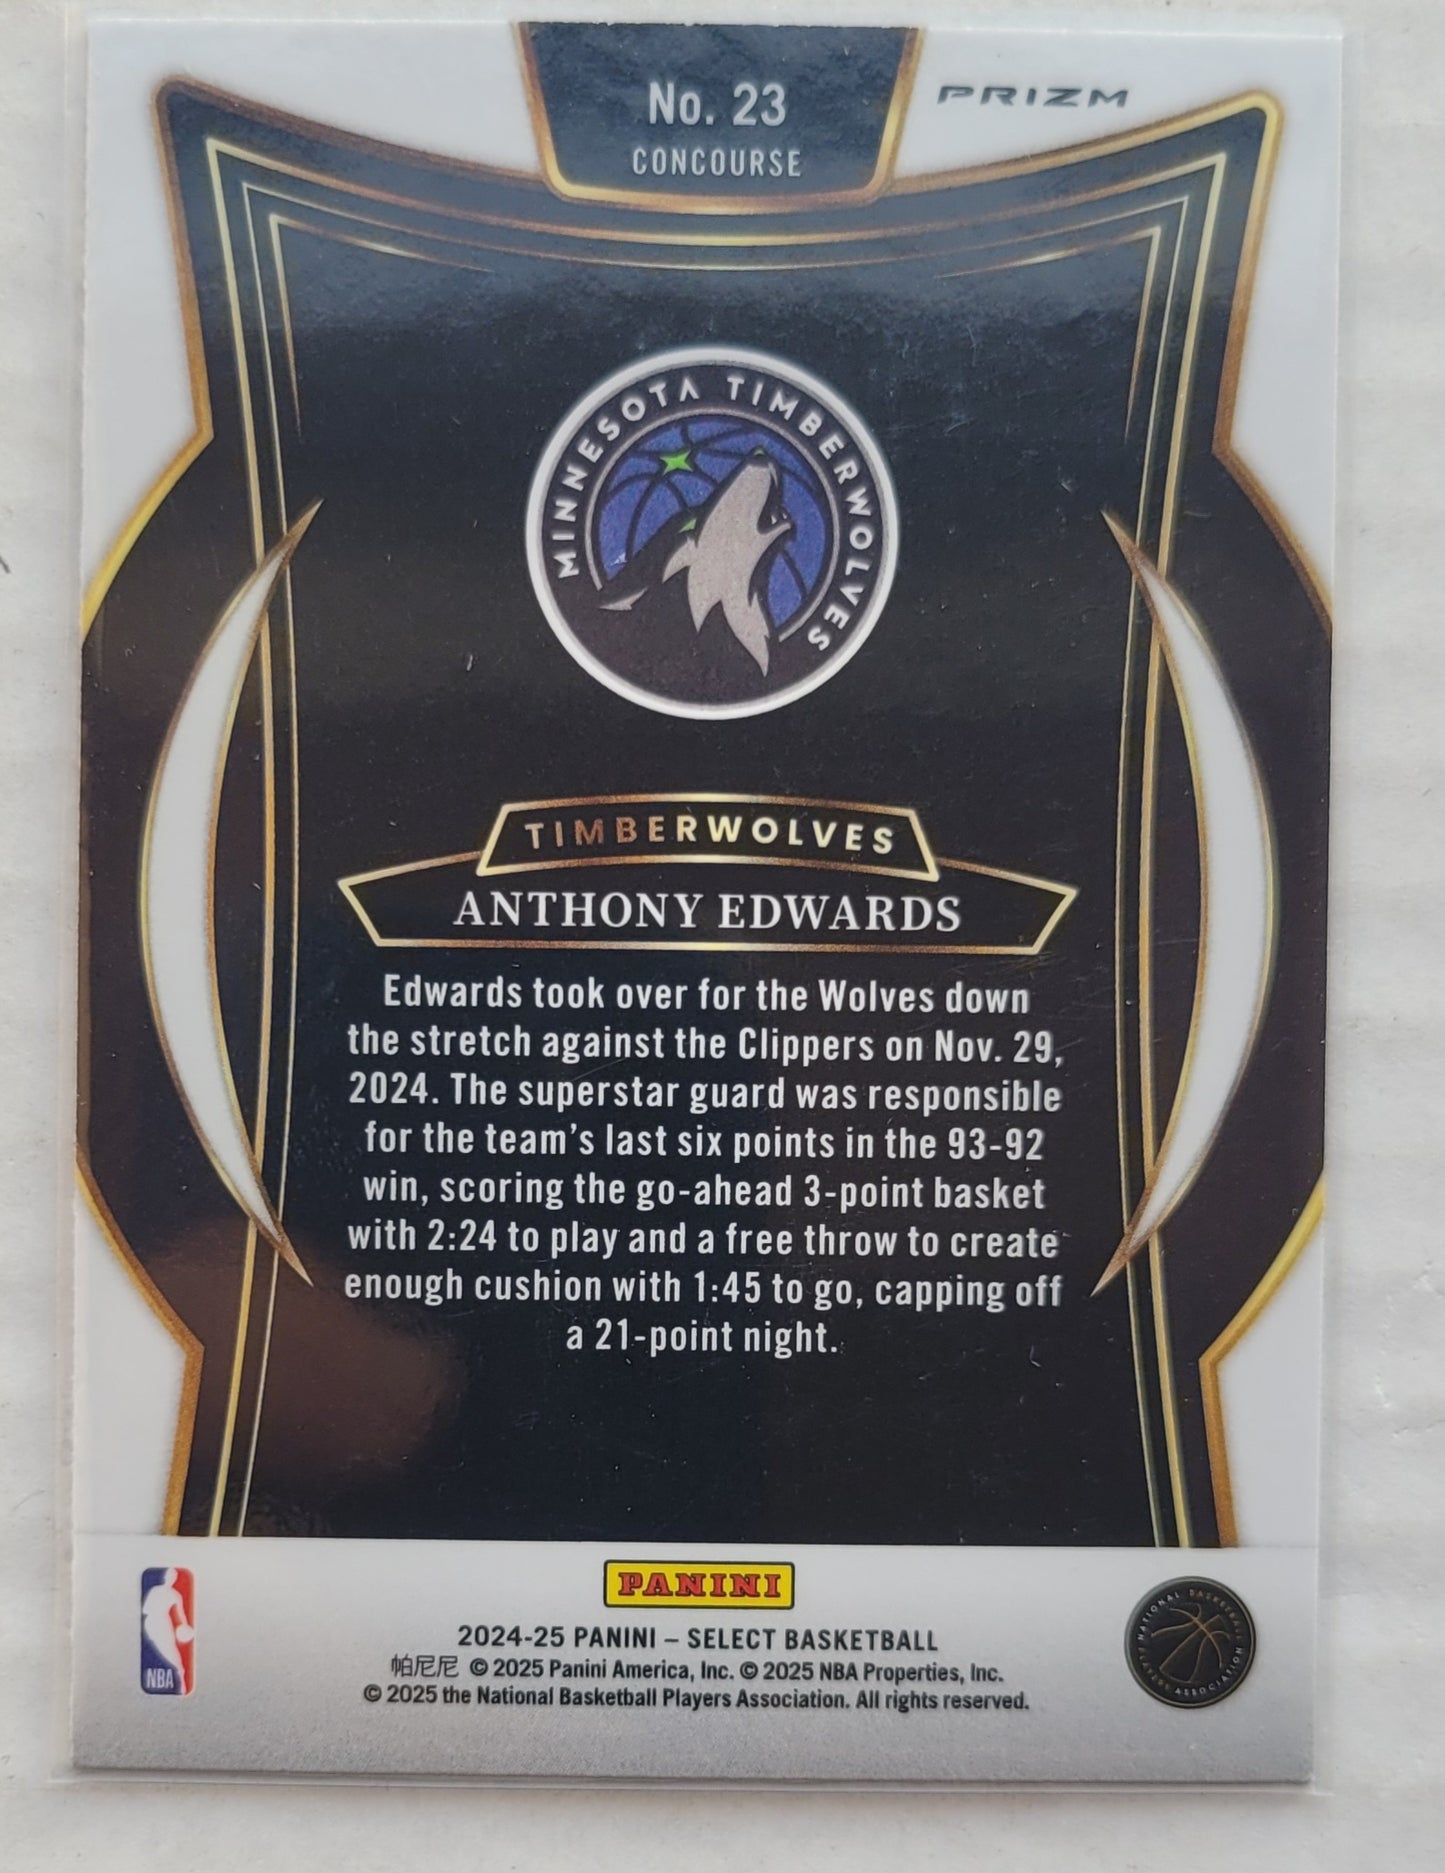 No. 23
PRIZM
CONCOURSE
MINNESOTA TIMBERWOLVES
TIMBERWOLVES
ANTHONY EDWARDS
Edwards took over for the Wolves down
the stretch against the Clippers on Nov. 29,
2024. The superstar guard was responsible
for the team's last six points in the 93-92
win, scoring the go-ahead 3-point basket
with 2:24 to play and a free throw to create
enough cushion with 1:45 to go, capping off
a 21-point night.
PANINI
NBA
2024-25 PANINI – SELECT BASKETBALL
帕尼尼 © 2025 Panini America, Inc. © 2025 NBA Properties, Inc.
© 2025 the National Basketball Players Association. All rights reserved.
NATIONAL BASKETBALL
PLAYERS ASSOCIATION